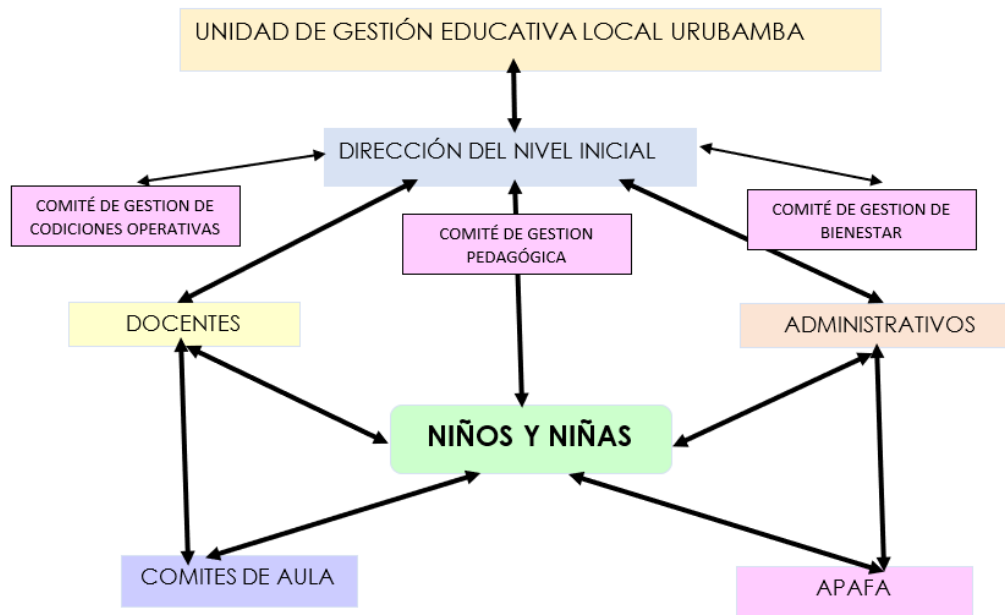 UNIDAD DE GESTIÓN EDUCATIVA LOCAL URUBAMBA
DIRECCIÓN DEL NIVEL INICIAL
COMITÉ DE GESTION DE
CODICIONES OPERATIVAS
COMITÉ DE GESTION
PEDAGÓGICA
COMITÉ DE GESTION DE
BIENESTAR
DOCENTES
ADMINISTRATIVOS
NIÑOS Y NIÑAS
COMITES DE AULA
APAFA